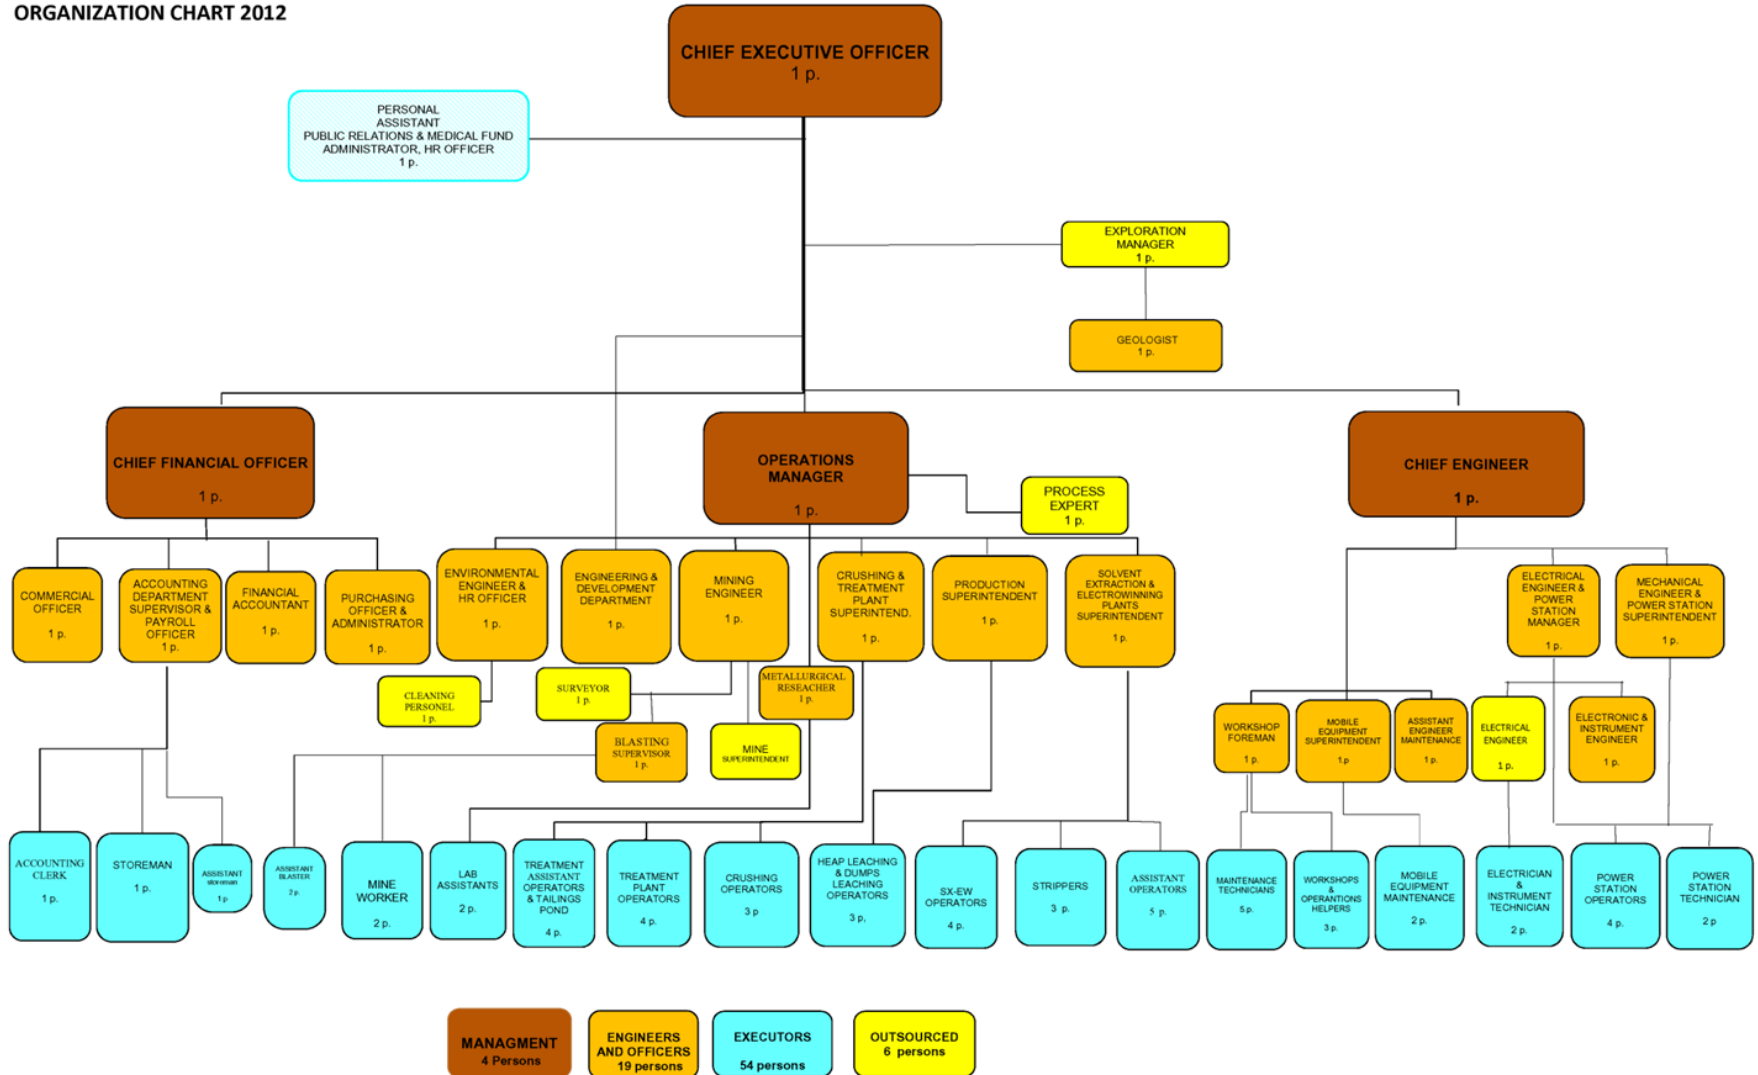 ORGANIZATION CHART 2012
CHIEF EXECUTIVE OFFICER
1 p.
PERSONAL
ASSISTANT
PUBLIC RELATIONS & MEDICAL FUND
ADMINISTRATOR, HR OFFICER
1 p.
EXPLORATION
MANAGER
1 p.
GEOLOGIST
1 p.
CHIEF FINANCIAL OFFICER
1 p.
OPERATIONS
MANAGER
1 p.
PROCESS
EXPERT
1 p.
CHIEF ENGINEER
1 p.
COMMERCIAL
OFFICER
1 p.
ACCOUNTING
DEPARTMENT
SUPERVISOR &
PAYROLL
OFFICER
1 p.
FINANCIAL
ACCOUNTANT
1 p.
PURCHASING
OFFICER &
ADMINISTRATOR
1 p.
ENVIRONMENTAL
ENGINEER &
HR OFFICER
1 p.
ENGINEERING &
DEVELOPMENT
DEPARTMENT
1 p.
MINING
ENGINEER
1 p.
CRUSHING &
TREATMENT
PLANT
SUPERINTEND.
1 p.
PRODUCTION
SUPERINTENDENT
1 p.
SOLVENT
EXTRACTION &
ELECTROWINNING
PLANTS
SUPERINTENDENT
1 p.
ELECTRICAL
ENGINEER &
POWER
STATION
MANAGER
1 p.
MECHANICAL
ENGINEER &
POWER STATION
SUPERINTENDENT
1 p.
CLEANING
PERSONEL
1 p.
SURVEYOR
1 p.
METALLURGICAL
RESEACHER
1 p.
BLASTING
SUPERVISOR
1 p.
MINE
SUPERINTENDENT
WORKSHOP
FOREMAN
1 p.
MOBILE
EQUIPMENT
SUPERINTENDENT
1.p
ASSISTANT
ENGINEER
MAINTENANCE
1 p.
ELECTRICAL
ENGINEER
1 p.
ELECTRONIC &
INSTRUMENT
ENGINEER
1 p.
ACCOUNTING
CLERK
1 p.
STOREMAN
1 p.
ASSISTANT
storeman
1 p
ASSISTANT
BLASTER
2 p.
MINE
WORKER
2 p.
LAB
ASSISTANTS
2 p.
TREATMENT
ASSISTANT
OPERATORS
& TAILINGS
POND
4 p.
TREATMENT
PLANT
OPERATORS
4 p.
CRUSHING
OPERATORS
3 p
HEAP LEACHING
& DUMPS
LEACHING
OPERATORS
3 p,
SX-EW
OPERATORS
4 p.
STRIPPERS
3 p.
ASSISTANT
OPERATORS
5 p.
MAINTENANCE
TECHNICIANS
5 p.
WORKSHOPS
&
OPERANTIONS
HELPERS
3 p.
MOBILE
EQUIPMENT
MAINTENANCE
2 p.
ELECTRICIAN
&
INSTRUMENT
TECHNICIAN
2 p.
POWER
STATION
OPERATORS
4 p.
POWER
STATION
TECHNICIAN
2 p
MANAGMENT
4 Persons
ENGINEERS
AND OFFICERS
19 persons
EXECUTORS
54 persons
OUTSOURCED
6 persons